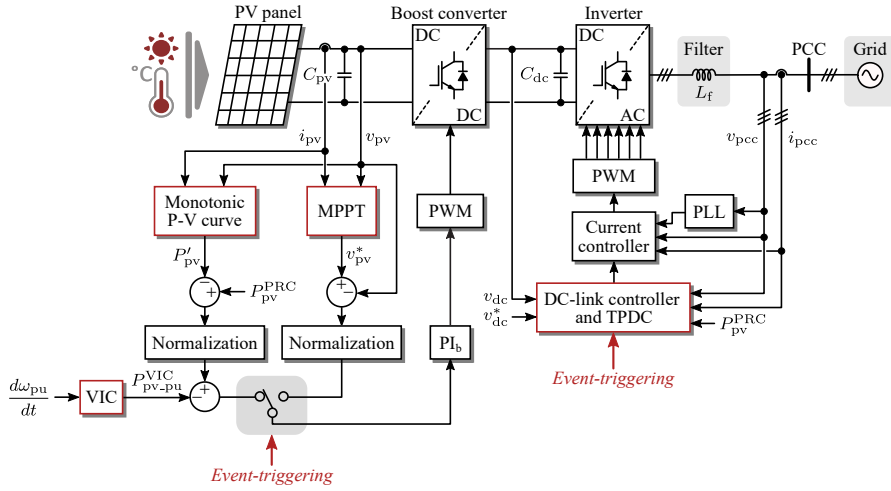 PV panel
Boost converter
Inverter
DC
DC
Filter
PCC
Grid
°C
C_pv
C_dc
L_f
DC
AC
i_pv
v_pv
v_pcc
i_pcc
PWM
Monotonic
P-V curve
MPPT
PWM
PLL
Current
controller
P′_pv
v*_pv
− +
P_pv^PRC
+ −
v_dc
v*_dc
DC-link controller
and TPDC
P_pv^PRC
Normalization
Normalization
PI_b
Event-triggering
dω_pu
dt
VIC
P_pv_pu^VIC
− +
Event-triggering